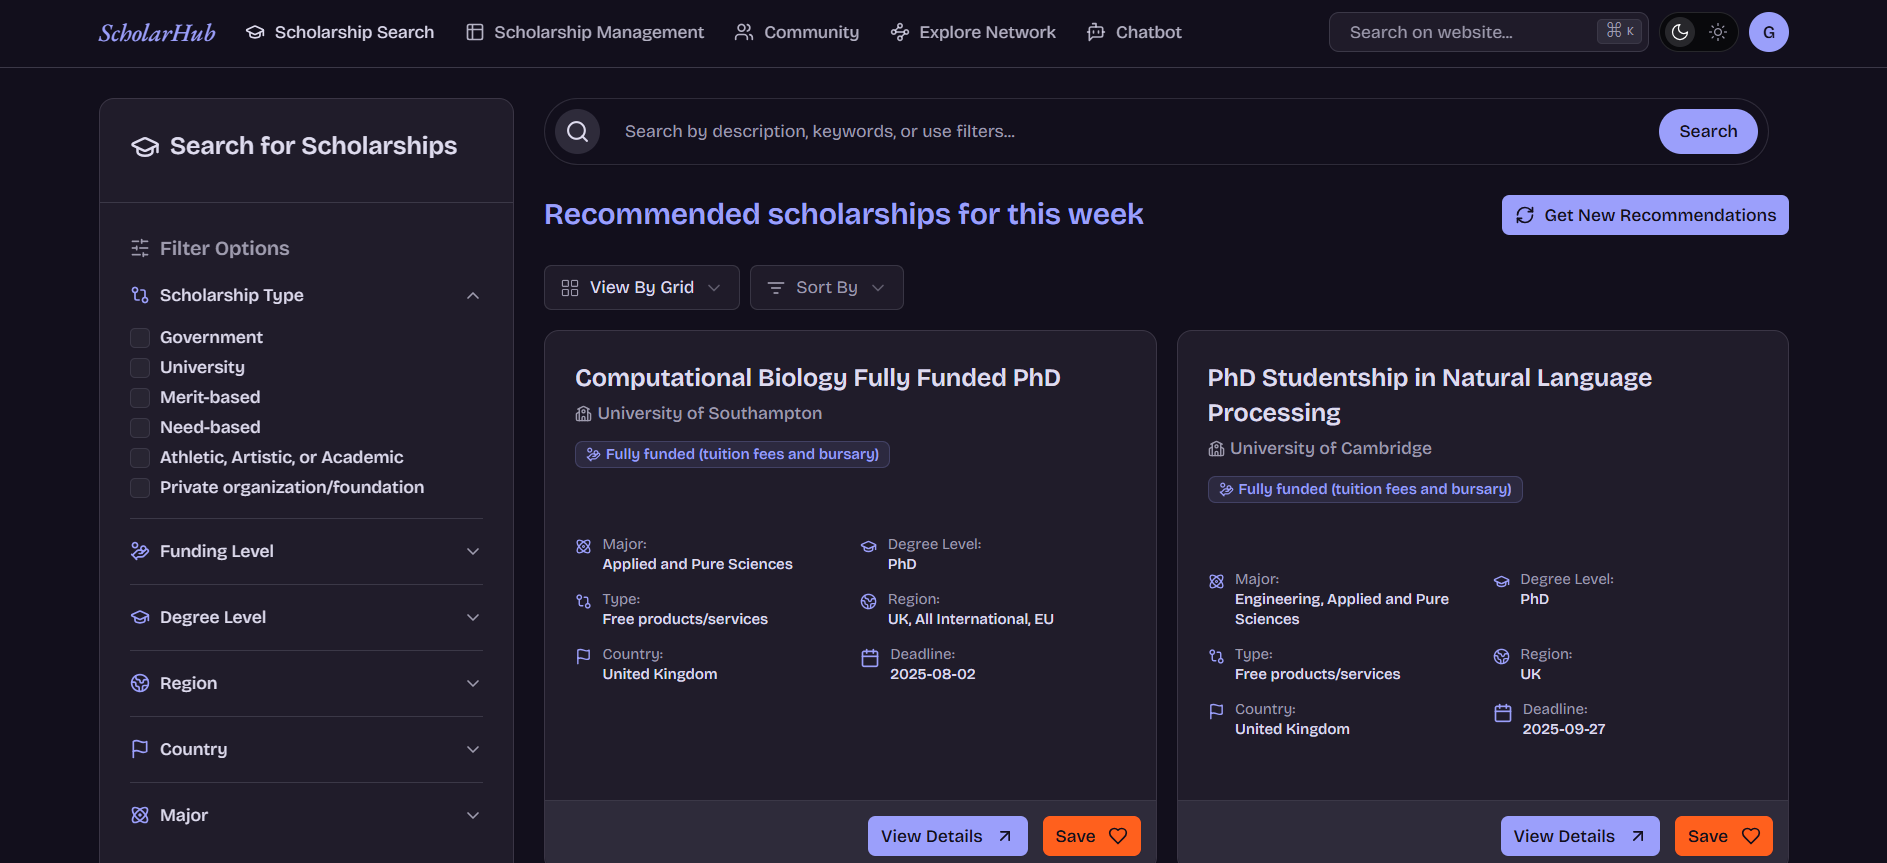 ScholarHub
Scholarship Search
Scholarship Management
Community
Explore Network
Chatbot
Search on website...
⌘ K
G
Search for Scholarships
Filter Options
Scholarship Type
Government
University
Merit-based
Need-based
Athletic, Artistic, or Academic
Private organization/foundation
Funding Level
Degree Level
Region
Country
Major
Search by description, keywords, or use filters...
Search
Recommended scholarships for this week
Get New Recommendations
View By Grid
Sort By
Computational Biology Fully Funded PhD
University of Southampton
Fully funded (tuition fees and bursary)
Major:
Applied and Pure Sciences
Degree Level:
PhD
Type:
Free products/services
Region:
UK, All International, EU
Country:
United Kingdom
Deadline:
2025-08-02
View Details
Save
PhD Studentship in Natural Language
Processing
University of Cambridge
Fully funded (tuition fees and bursary)
Major:
Engineering, Applied and Pure
Sciences
Degree Level:
PhD
Type:
Free products/services
Region:
UK
Country:
United Kingdom
Deadline:
2025-09-27
View Details
Save